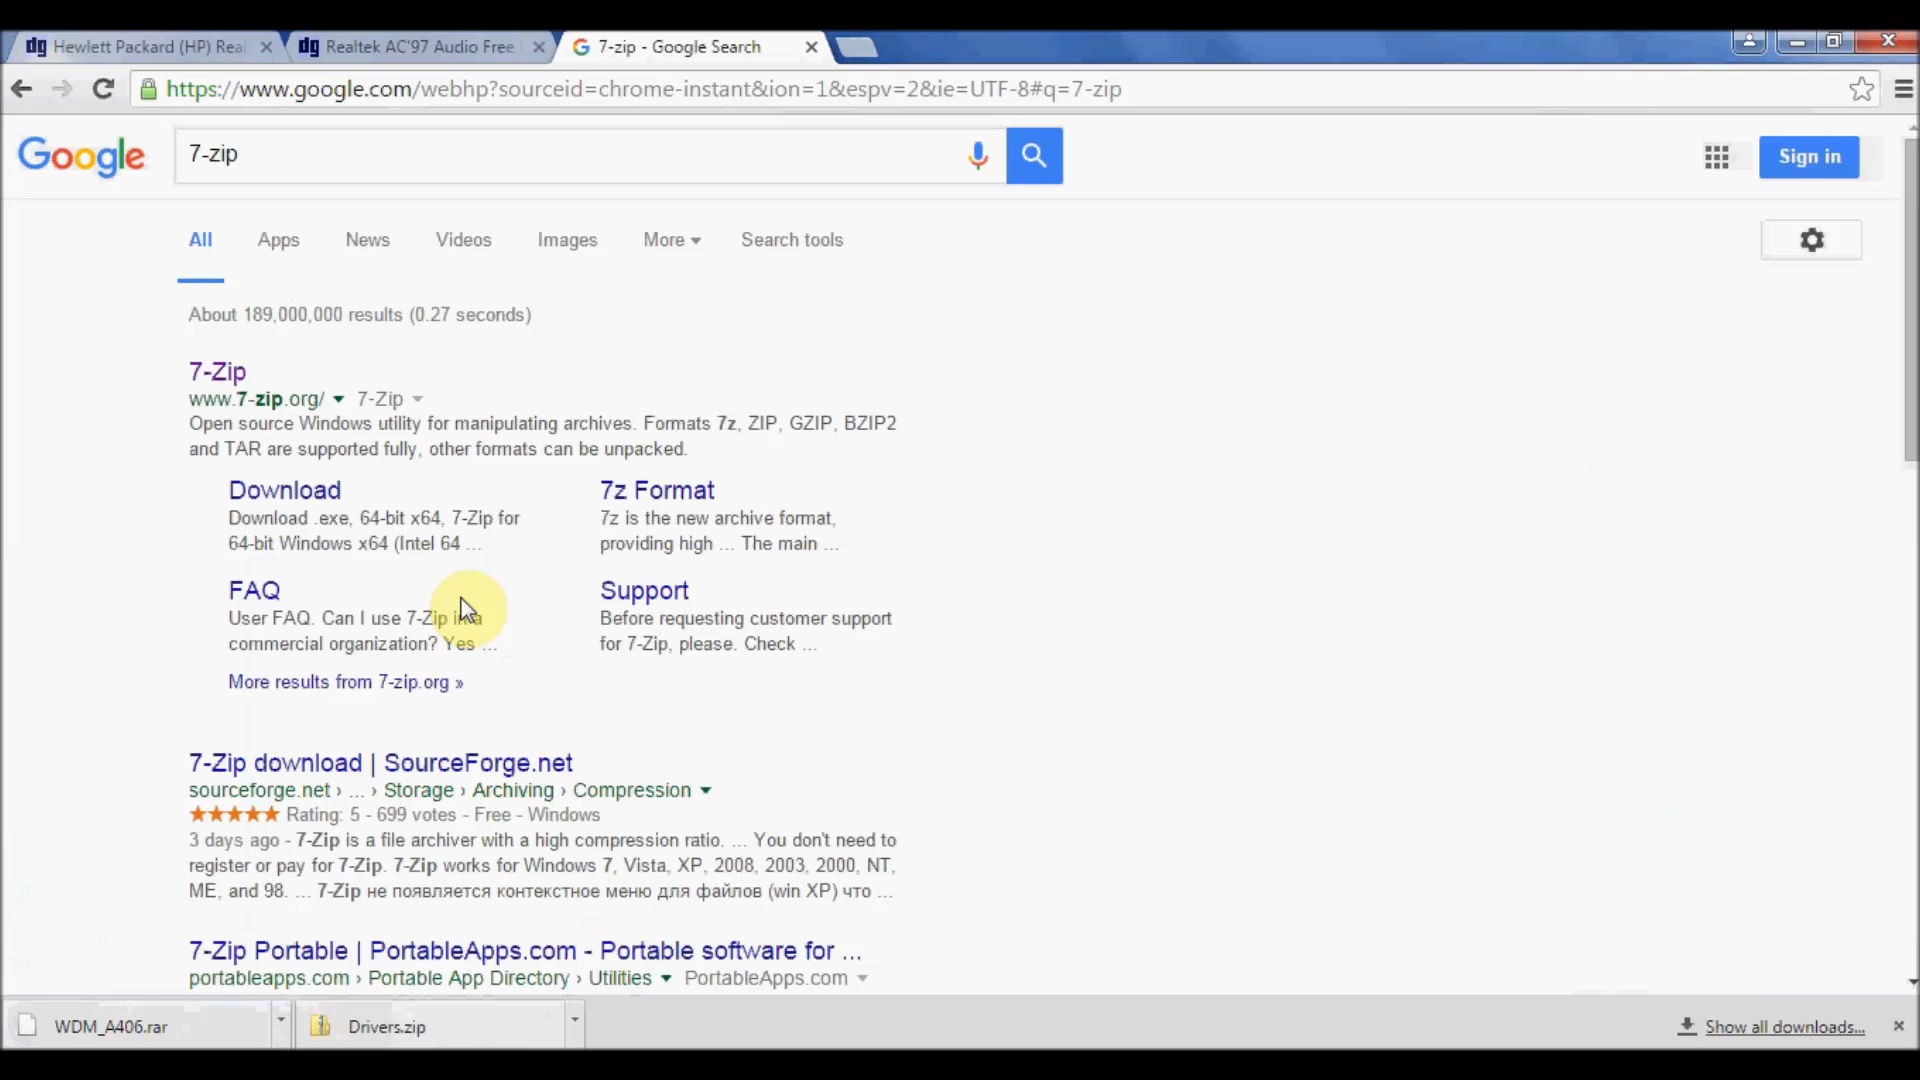 Hewlett Packard (HP) Real
Realtek AC'97 Audio Free
7-zip - Google Search
https://www.google.com/webhp?sourceid=chrome-instant&ion=1&espv=2&ie=UTF-8#q=7-zip
Google
7-zip
Sign in
All
Apps
News
Videos
Images
More
Search tools
About 189,000,000 results (0.27 seconds)
7-Zip
www.7-zip.org/ 7-Zip
Open source Windows utility for manipulating archives. Formats 7z, ZIP, GZIP, BZIP2
and TAR are supported fully, other formats can be unpacked.
Download
Download .exe, 64-bit x64, 7-Zip for
64-bit Windows x64 (Intel 64 ...
7z Format
7z is the new archive format,
providing high ... The main ...
FAQ
User FAQ. Can I use 7-Zip in a
commercial organization? Yes ...
Support
Before requesting customer support
for 7-Zip, please. Check ...
More results from 7-zip.org »
7-Zip download | SourceForge.net
sourceforge.net › ... › Storage › Archiving › Compression
Rating: 5 - 699 votes - Free - Windows
3 days ago - 7-Zip is a file archiver with a high compression ratio. ... You don't need to
register or pay for 7-Zip. 7-Zip works for Windows 7, Vista, XP, 2008, 2003, 2000, NT,
ME, and 98. ... 7-Zip не появляется контекстное меню для файлов (win XP) что ...
7-Zip Portable | PortableApps.com - Portable software for ...
portableapps.com › Portable App Directory › Utilities PortableApps.com
WDM_A406.rar
Drivers.zip
Show all downloads...